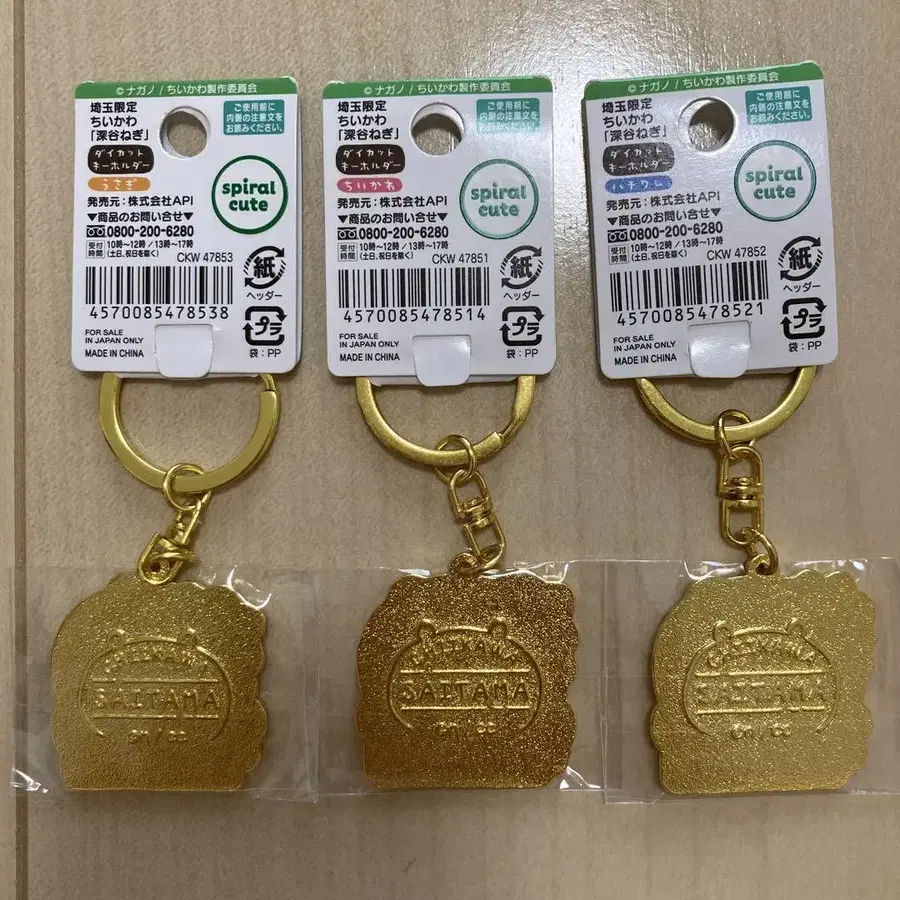 © ナガノ / ちいかわ製作委員会
埼玉限定
ちいかわ
「深谷ねぎ」
ご使用前に
内側の注意文を
お読みください。
ダイカット
キーホルダー
うさぎ
spiral
cute
発売元：株式会社API
▼商品のお問い合せ▼
0800-200-6280
受付
時間
10時～12時／13時～17時
(土日、祝日を除く)
CKW 47853
紙
ヘッダー
4570085478538
FOR SALE
IN JAPAN ONLY
MADE IN CHINA
プラ
袋：PP
CHIIKAWA
SAITAMA
© ナガノ / ちいかわ製作委員会
埼玉限定
ちいかわ
「深谷ねぎ」
ご使用前に
内側の注意文を
お読みください。
ダイカット
キーホルダー
ちいかわ
spiral
cute
発売元：株式会社API
▼商品のお問い合せ▼
0800-200-6280
受付
時間
10時～12時／13時～17時
(土日、祝日を除く)
CKW 47851
紙
ヘッダー
4570085478514
FOR SALE
IN JAPAN ONLY
MADE IN CHINA
プラ
袋：PP
CHIIKAWA
SAITAMA
© ナガノ / ちいかわ製作委員会
埼玉限定
ちいかわ
「深谷ねぎ」
ご使用前に
内側の注意文を
お読みください。
ダイカット
キーホルダー
ハチワレ
spiral
cute
発売元：株式会社API
▼商品のお問い合せ▼
0800-200-6280
受付
時間
10時～12時／13時～17時
(土日、祝日を除く)
CKW 47852
紙
ヘッダー
4570085478521
FOR SALE
IN JAPAN ONLY
MADE IN CHINA
プラ
袋：PP
CHIIKAWA
SAITAMA